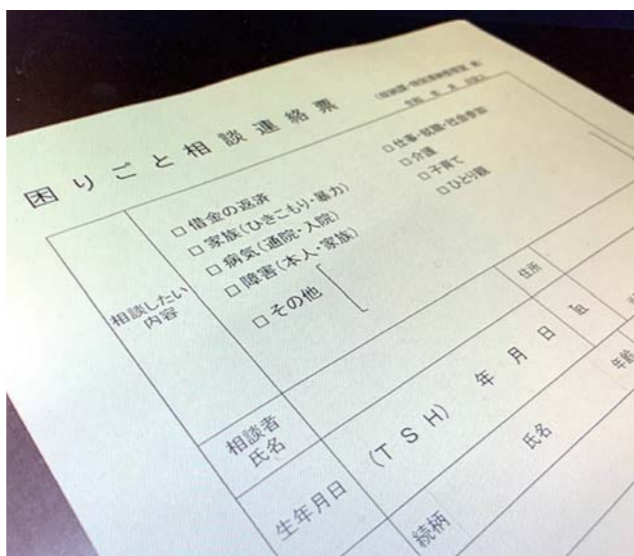 困りごと相談連絡票
相談したい
内容
□借金の返済
□家族(ひきこもり・暴力)
□病気(通院・入院)
□障害(本人・家族)
□その他
□仕事・就職・社会参加
□介護
□子育て
□ひとり親
相談者
氏名
住所
生年月日
(T S H) 年 月 日
続柄
氏名
年齢